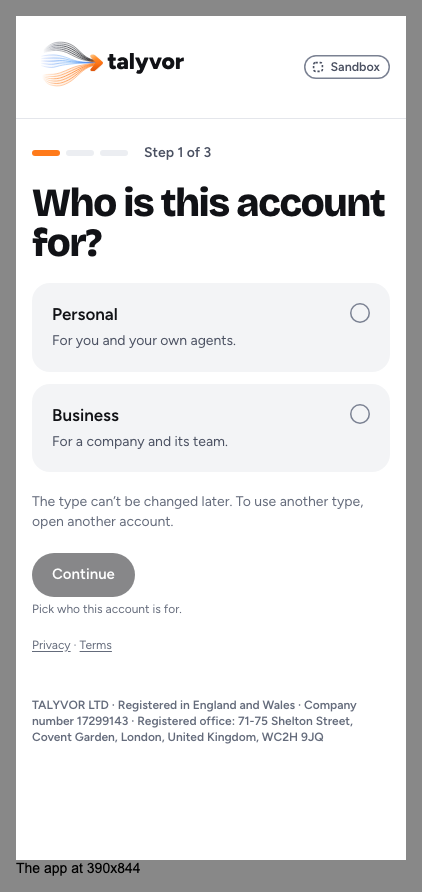 talyvor
Sandbox
Step 1 of 3
Who is this account
for?
Personal
For you and your own agents.
Business
For a company and its team.
The type can’t be changed later. To use another type,
open another account.
Continue
Pick who this account is for.
Privacy · Terms
TALYVOR LTD · Registered in England and Wales · Company
number 17299143 · Registered office: 71-75 Shelton Street,
Covent Garden, London, United Kingdom, WC2H 9JQ
The app at 390x844